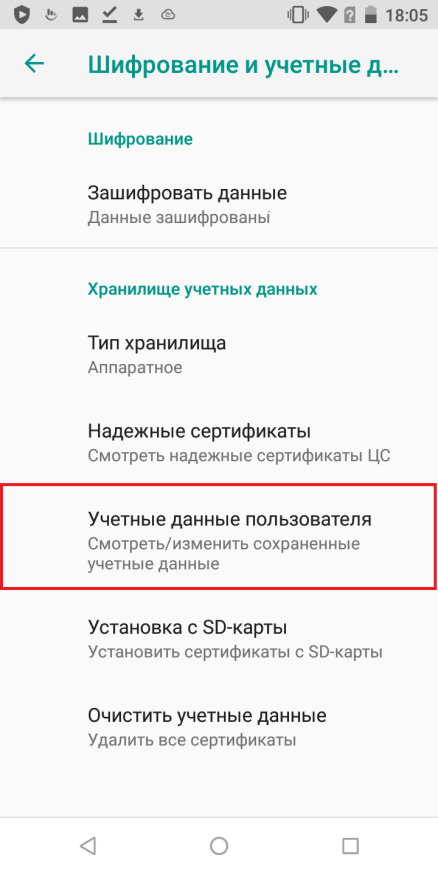 18:05
Шифрование и учетные д...
Шифрование
Зашифровать данные
Данные зашифрованы
Хранилище учетных данных
Тип хранилища
Аппаратное
Надежные сертификаты
Смотреть надежные сертификаты ЦС
Учетные данные пользователя
Смотреть/изменить сохраненные
учетные данные
Установка с SD-карты
Установить сертификаты с SD-карты
Очистить учетные данные
Удалить все сертификаты